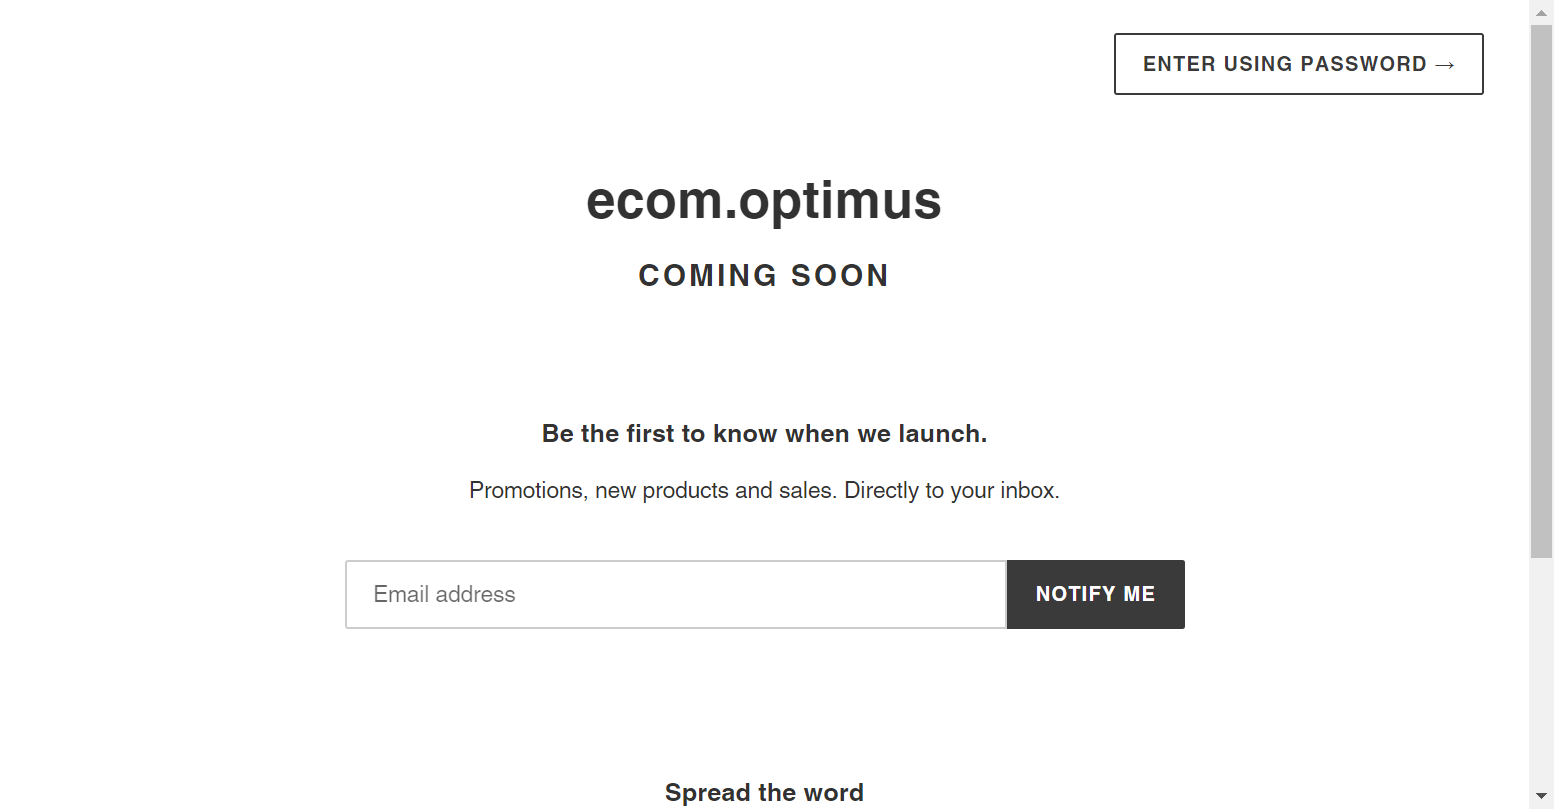 ENTER USING PASSWORD →
ecom.optimus
COMING SOON
Be the first to know when we launch.
Promotions, new products and sales. Directly to your inbox.
Email address
NOTIFY ME
Spread the word